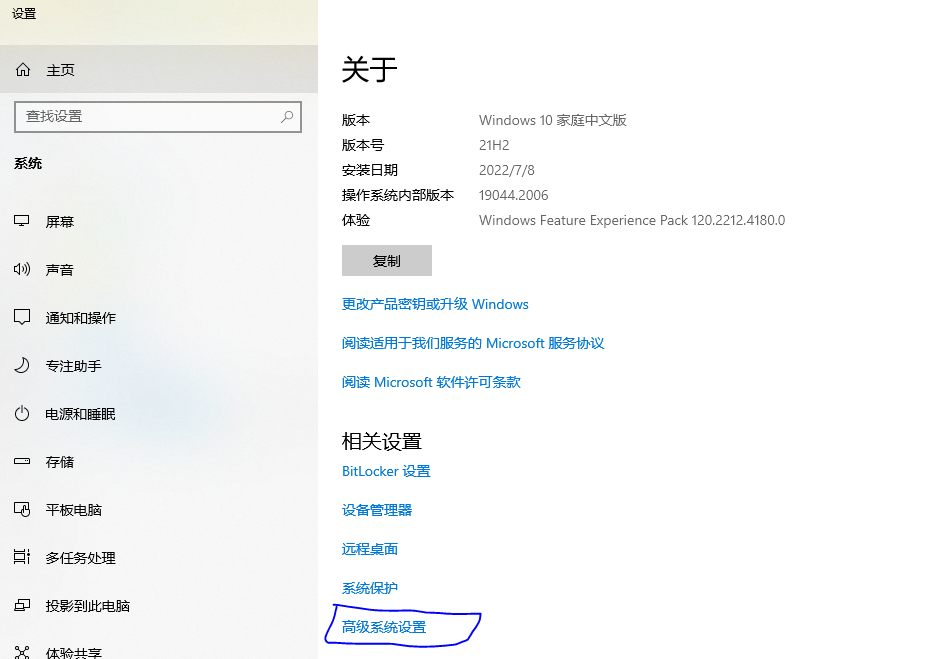 设置
主页
查找设置
系统
屏幕
声音
通知和操作
专注助手
电源和睡眠
存储
平板电脑
多任务处理
投影到此电脑
体验共享
关于
版本 Windows 10 家庭中文版
版本号 21H2
安装日期 2022/7/8
操作系统内部版本 19044.2006
体验 Windows Feature Experience Pack 120.2212.4180.0
复制
更改产品密钥或升级 Windows
阅读适用于我们服务的 Microsoft 服务协议
阅读 Microsoft 软件许可条款
相关设置
BitLocker 设置
设备管理器
远程桌面
系统保护
高级系统设置